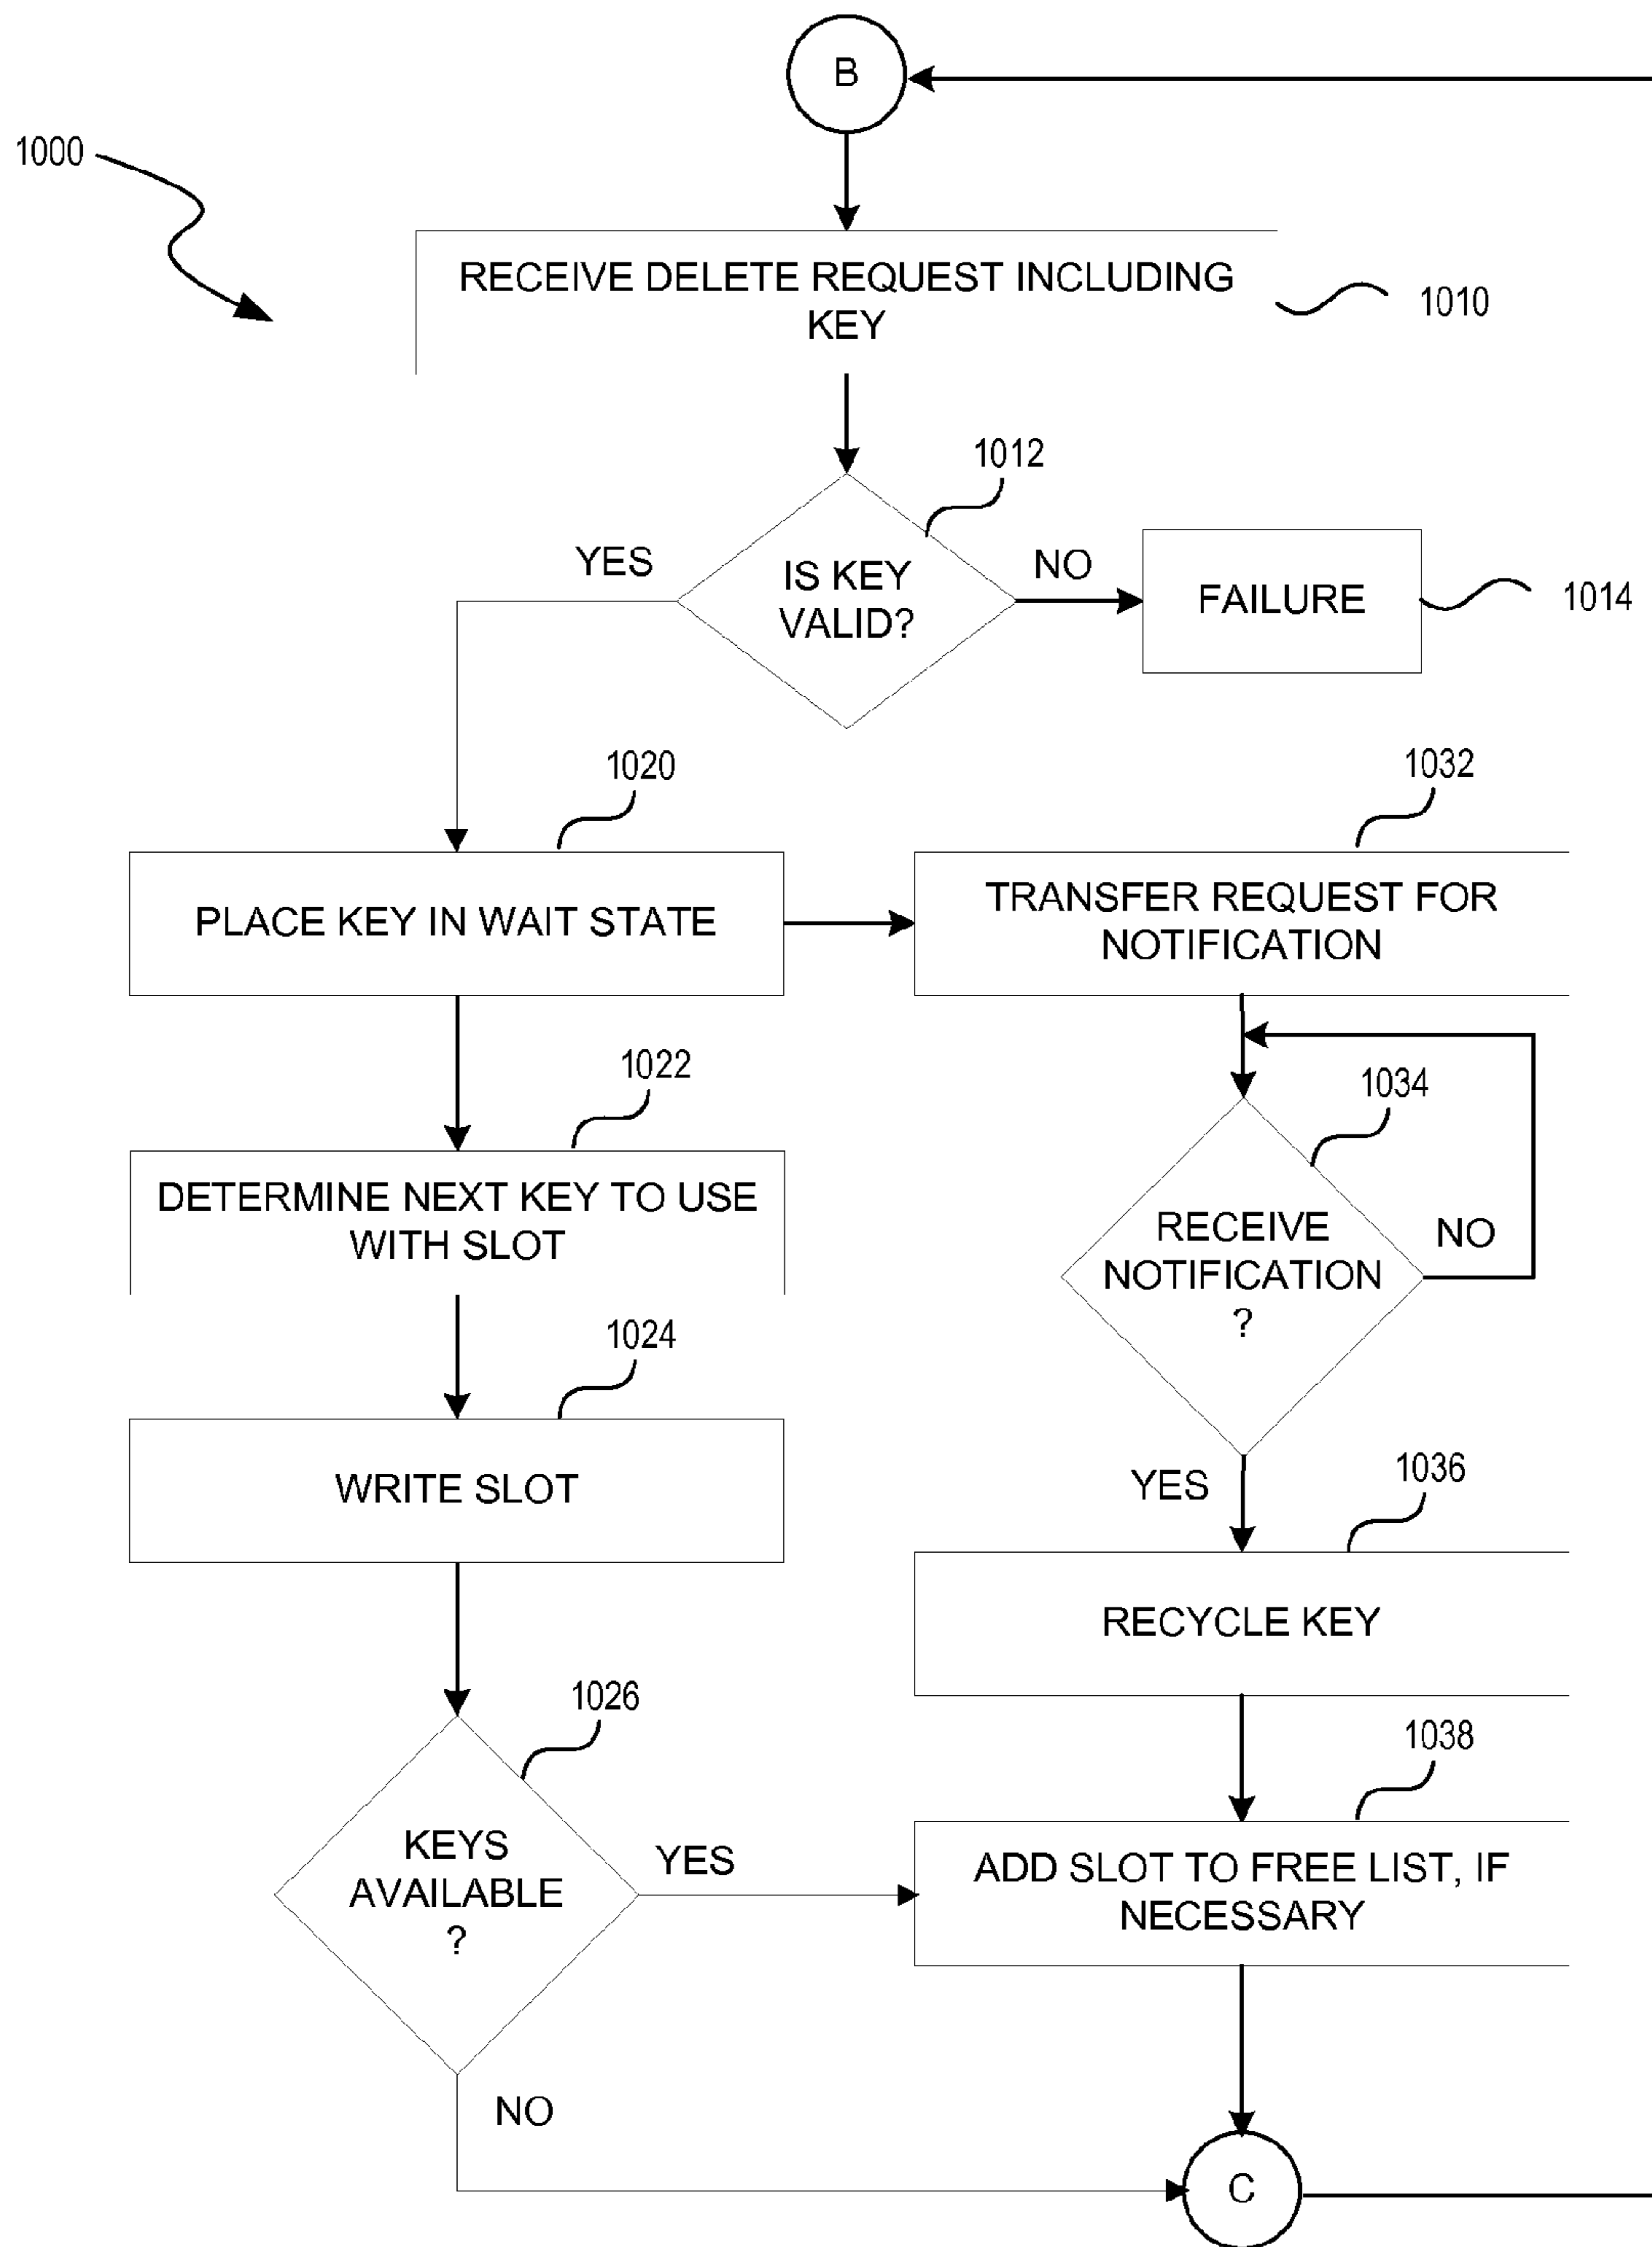 B
1000
RECEIVE DELETE REQUEST INCLUDING
KEY
1010
1012
YES
IS KEY
VALID?
NO
FAILURE
1014
1020
1032
PLACE KEY IN WAIT STATE
TRANSFER REQUEST FOR
NOTIFICATION
1022
1034
DETERMINE NEXT KEY TO USE
WITH SLOT
RECEIVE
NOTIFICATION
?
NO
1024
WRITE SLOT
YES
1036
RECYCLE KEY
1026
1038
KEYS
AVAILABLE
?
YES
ADD SLOT TO FREE LIST, IF
NECESSARY
NO
C